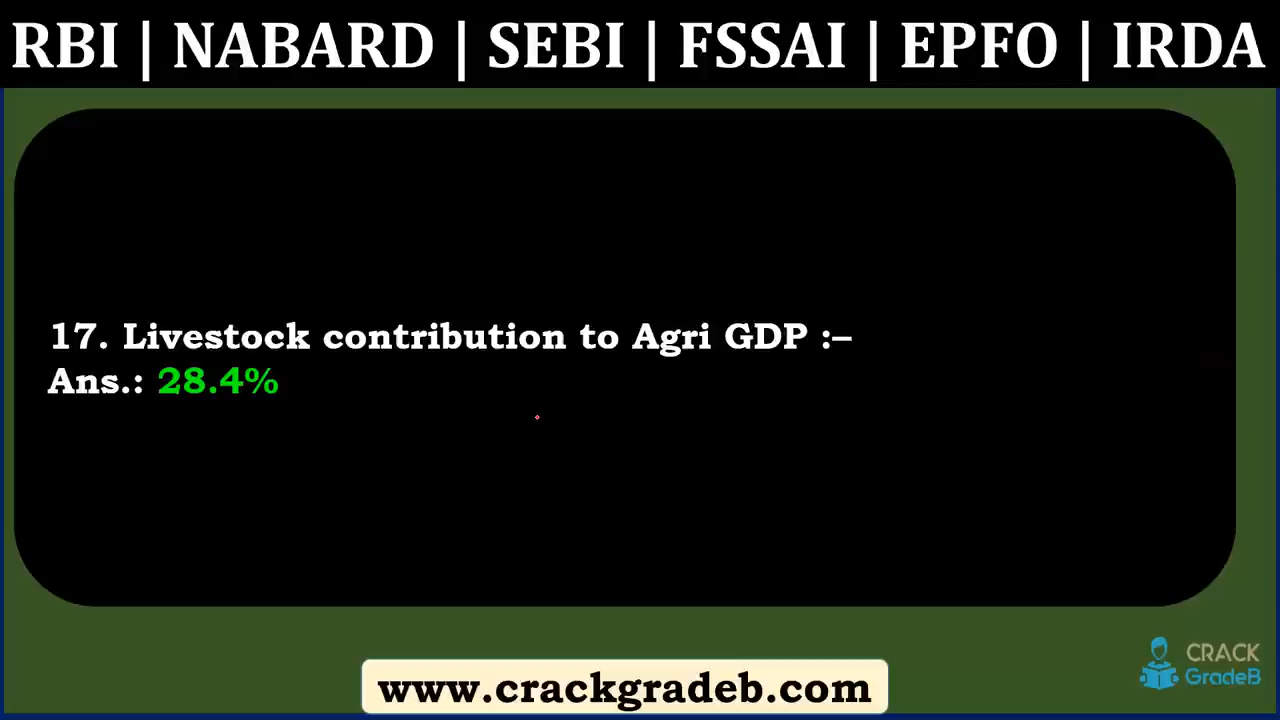 RBI | NABARD | SEBI | FSSAI | EPFO | IRDA
17. Livestock contribution to Agri GDP :–
Ans.: 28.4%
www.crackgradeb.com
CRACK
GradeB